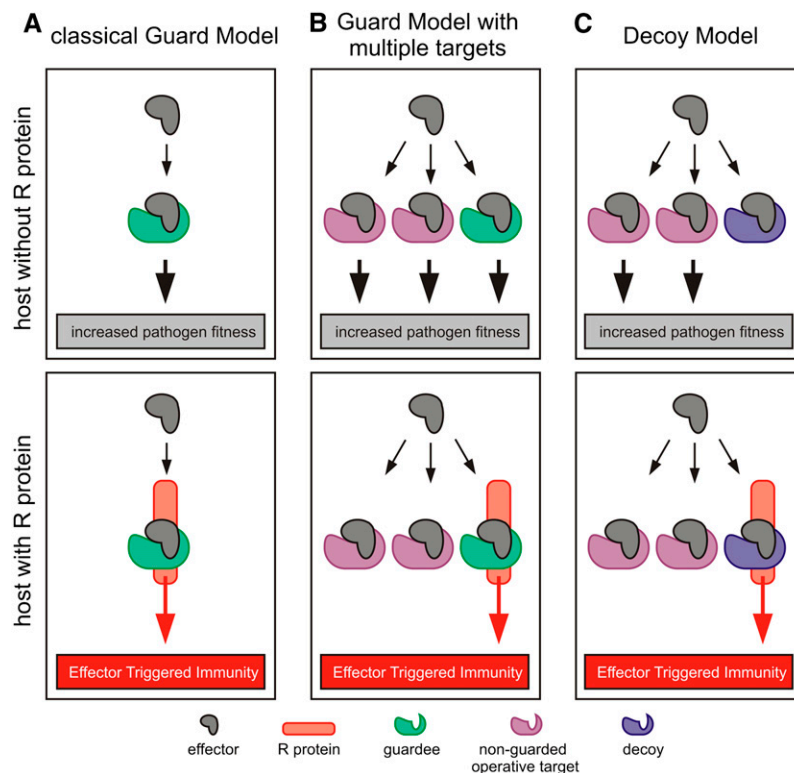 A
classical Guard Model
B
Guard Model with
multiple targets
C
Decoy Model
host without R protein
increased pathogen fitness
increased pathogen fitness
increased pathogen fitness
host with R protein
Effector Triggered Immunity
Effector Triggered Immunity
Effector Triggered Immunity
effector
R protein
guardee
non-guarded
operative target
decoy